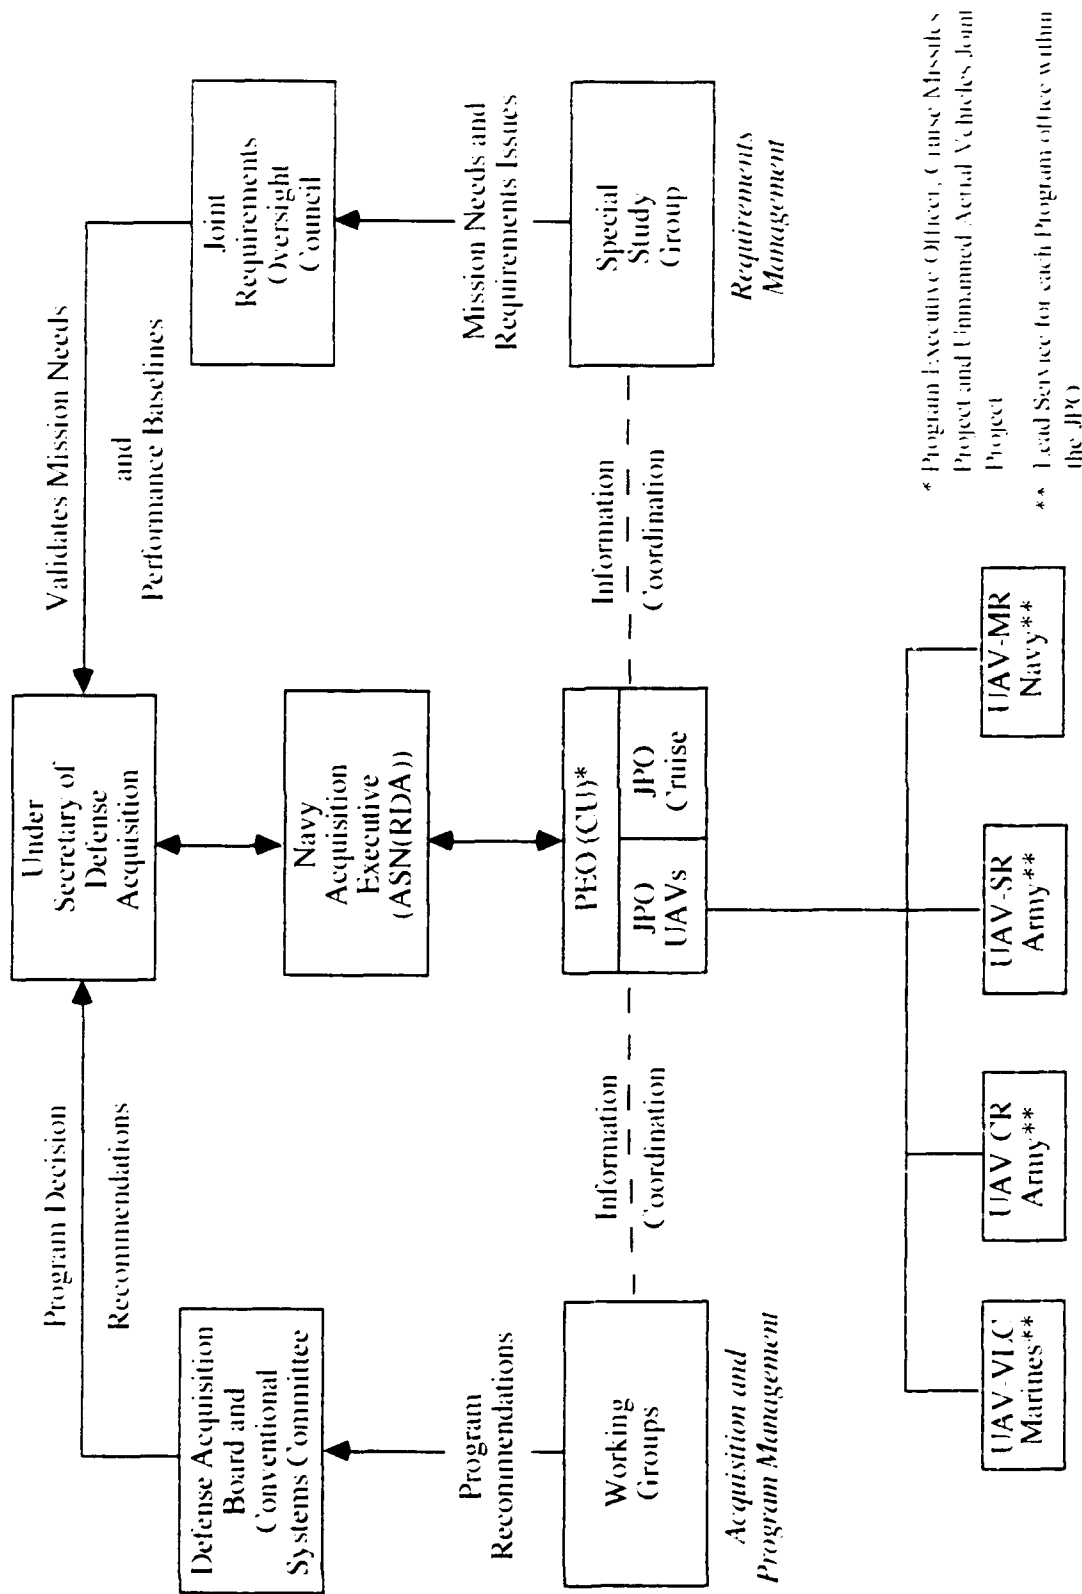 Under
Secretary of
Defense
Acquisition
Program Decision
Recommendations
Validates Mission Needs
and
Performance Baselines
Defense Acquisition
Board and
Conventional
Systems Committee
Navy
Acquisition
Executive
(ASN(RDA))
Joint
Requirements
Oversight
Council
Program
Recommendations
Mission Needs and
Requirements Issues
Working
Groups
Information
Coordination
PEO (CU)*
JPO
UAVs
JPO
Cruise
Information
Coordination
Special
Study
Group
Acquisition and
Program Management
Requirements
Management
UAV-VLC
Marines**
UAV CR
Army**
UAV-SR
Army**
UAV-MR
Navy**
* Program Executive Officer, Cruise Missiles
Project and Unmanned Aerial Vehicles Joint
Project
** Lead Service for each Program office within
the JPO